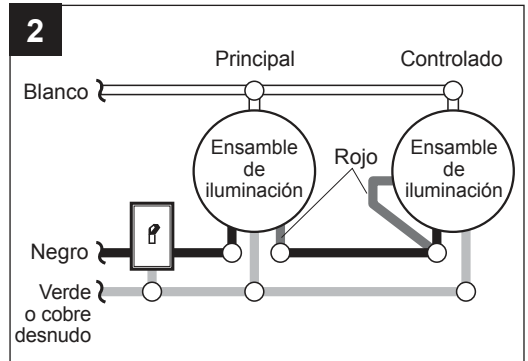 2
Principal
Controlado
Blanco
Ensamble
de
iluminación
Rojo
Ensamble
de
iluminación
Negro
Verde
o cobre
desnudo